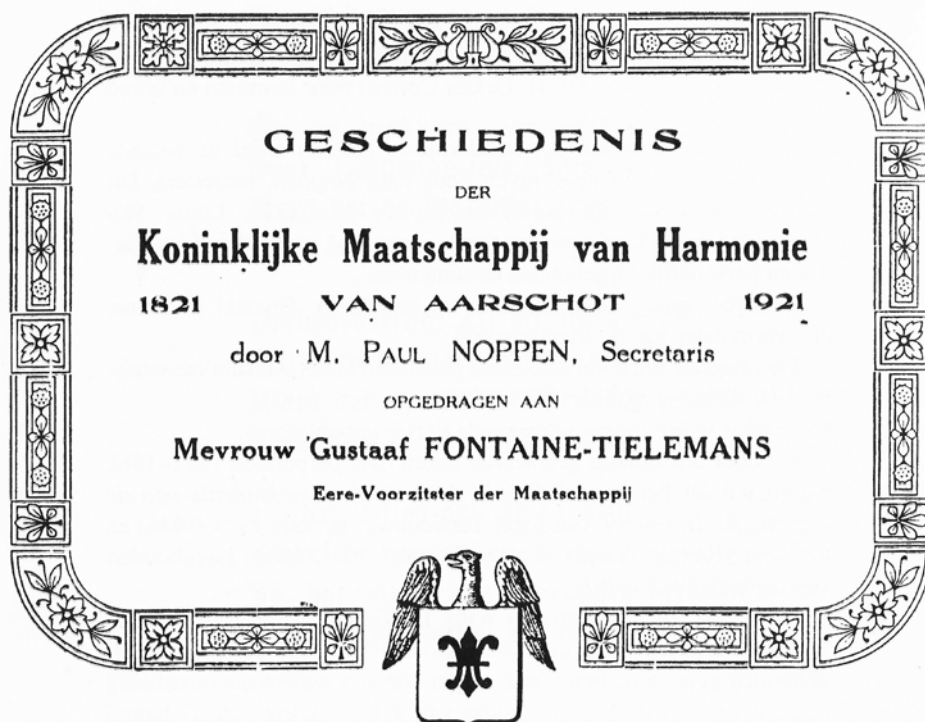 GESCHIEDENIS
DER
Koninklijke Maatschappij van Harmonie
1821 VAN AARSCHOT 1921
door M. PAUL NOPPEN, Secretaris
OPGEDRAGEN AAN
Mevrouw Gustaaf FONTAINE-TIELEMANS
Eere-Voorzitster der Maatschappij